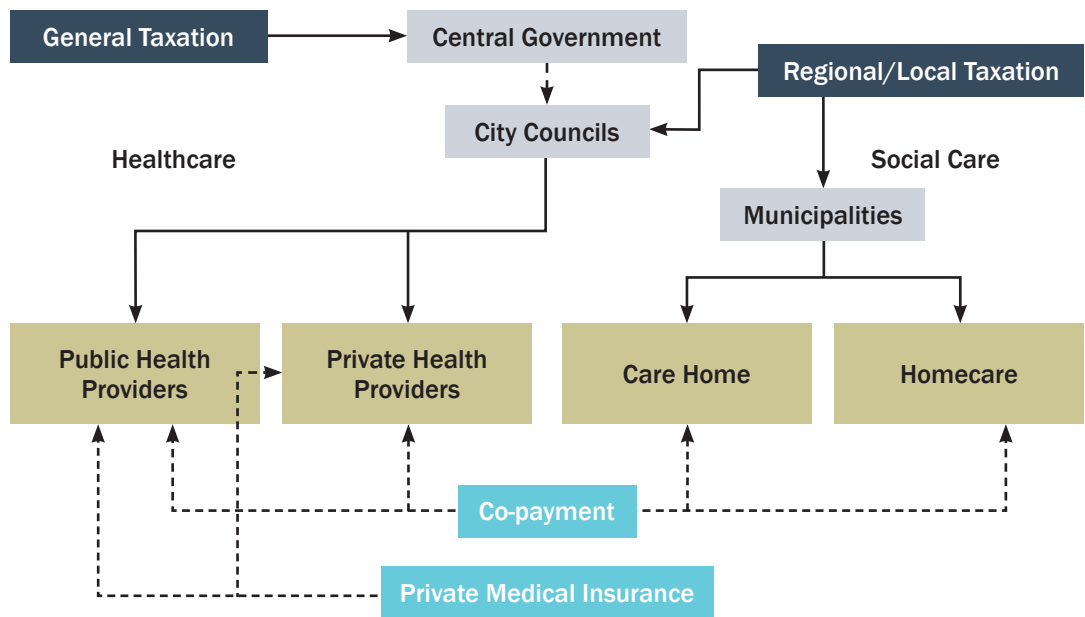 General Taxation
Central Government
Regional/Local Taxation
City Councils
Healthcare
Social Care
Municipalities
Public Health
Providers
Private Health
Providers
Care Home
Homecare
Co-payment
Private Medical Insurance